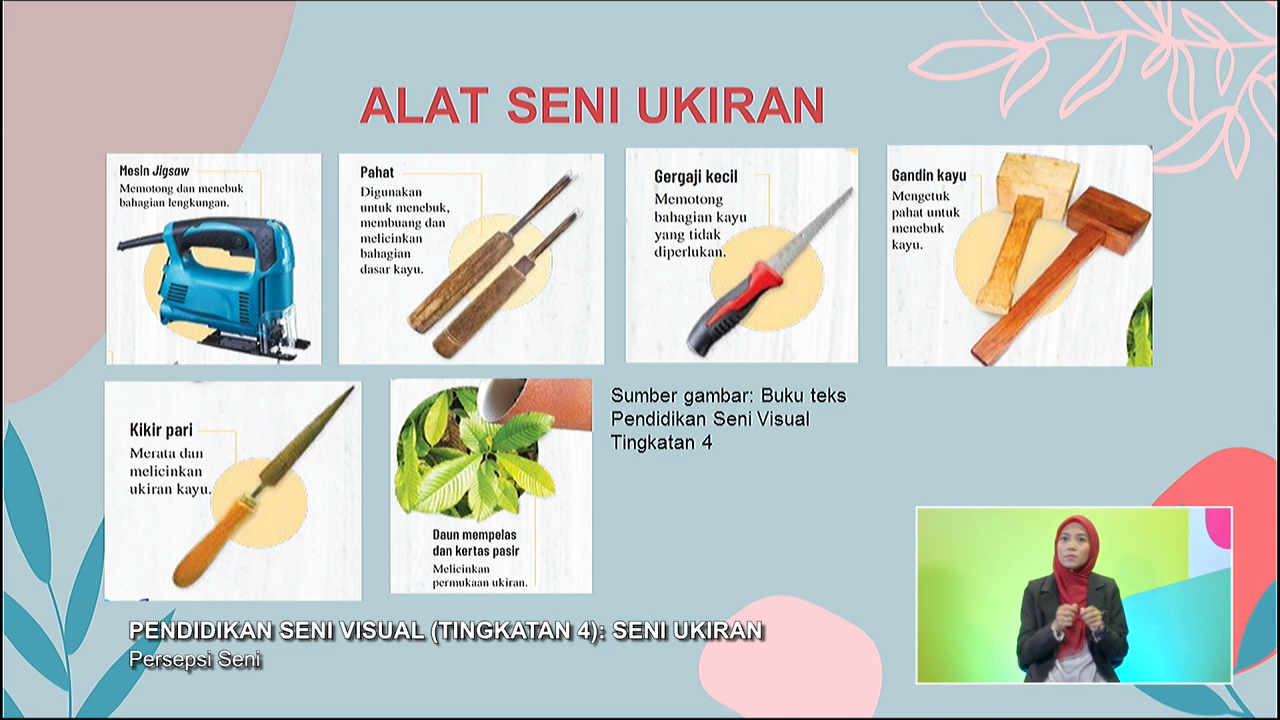 ALAT SENI UKIRAN
Mesin Jigsaw
Memotong dan menebuk
bahagian lengkungan.
Pahat
Digunakan
untuk menebuk,
membuang dan
melicinkan
bahagian
dasar kayu.
Gergaji kecil
Memotong
bahagian kayu
yang tidak
diperlukan.
Gandin kayu
Mengetuk
pahat untuk
menebuk
kayu.
Kikir pari
Merata dan
melicinkan
ukiran kayu.
Daun mempelas
dan kertas pasir
Melicinkan
permukaan ukiran.
Sumber gambar: Buku teks
Pendidikan Seni Visual
Tingkatan 4
PENDIDIKAN SENI VISUAL (TINGKATAN 4): SENI UKIRAN
Persepsi Seni